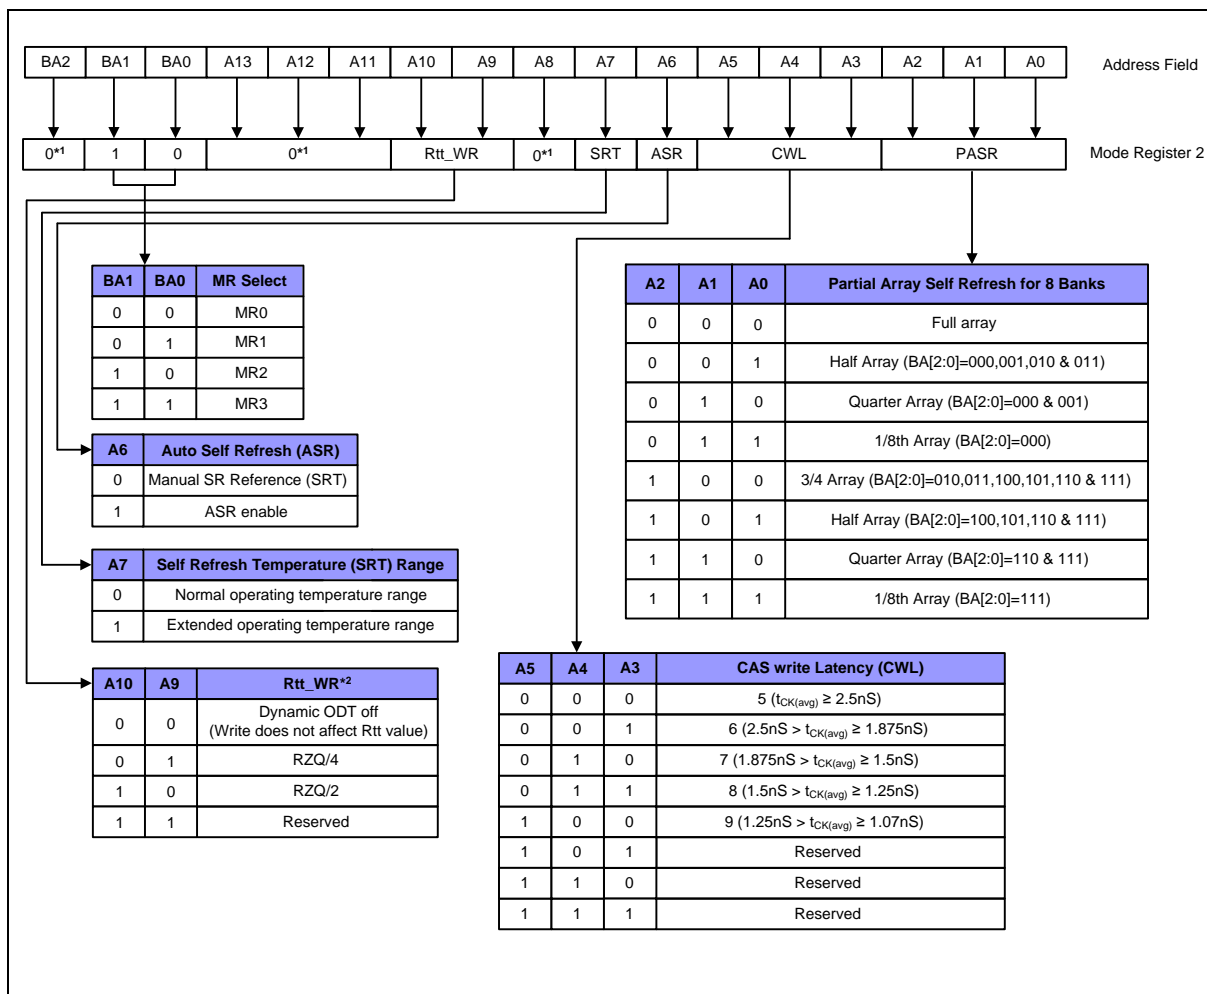 BA2 BA1 BA0 A13 A12 A11 A10 A9 A8 A7 A6 A5 A4 A3 A2 A1 A0 Address Field
0*1 1 0 0*1 Rtt_WR 0*1 SRT ASR CWL PASR Mode Register 2
BA1 BA0 MR Select
0 0 MR0
0 1 MR1
1 0 MR2
1 1 MR3
A6 Auto Self Refresh (ASR)
0 Manual SR Reference (SRT)
1 ASR enable
A7 Self Refresh Temperature (SRT) Range
0 Normal operating temperature range
1 Extended operating temperature range
A10 A9 Rtt_WR*2
0 0 Dynamic ODT off
(Write does not affect Rtt value)
0 1 RZQ/4
1 0 RZQ/2
1 1 Reserved
A2 A1 A0 Partial Array Self Refresh for 8 Banks
0 0 0 Full array
0 0 1 Half Array (BA[2:0]=000,001,010 & 011)
0 1 0 Quarter Array (BA[2:0]=000 & 001)
0 1 1 1/8th Array (BA[2:0]=000)
1 0 0 3/4 Array (BA[2:0]=010,011,100,101,110 & 111)
1 0 1 Half Array (BA[2:0]=100,101,110 & 111)
1 1 0 Quarter Array (BA[2:0]=110 & 111)
1 1 1 1/8th Array (BA[2:0]=111)
A5 A4 A3 CAS write Latency (CWL)
0 0 0 5 (tCK(avg) ≥ 2.5nS)
0 0 1 6 (2.5nS > tCK(avg) ≥ 1.875nS)
0 1 0 7 (1.875nS > tCK(avg) ≥ 1.5nS)
0 1 1 8 (1.5nS > tCK(avg) ≥ 1.25nS)
1 0 0 9 (1.25nS > tCK(avg) ≥ 1.07nS)
1 0 1 Reserved
1 1 0 Reserved
1 1 1 Reserved